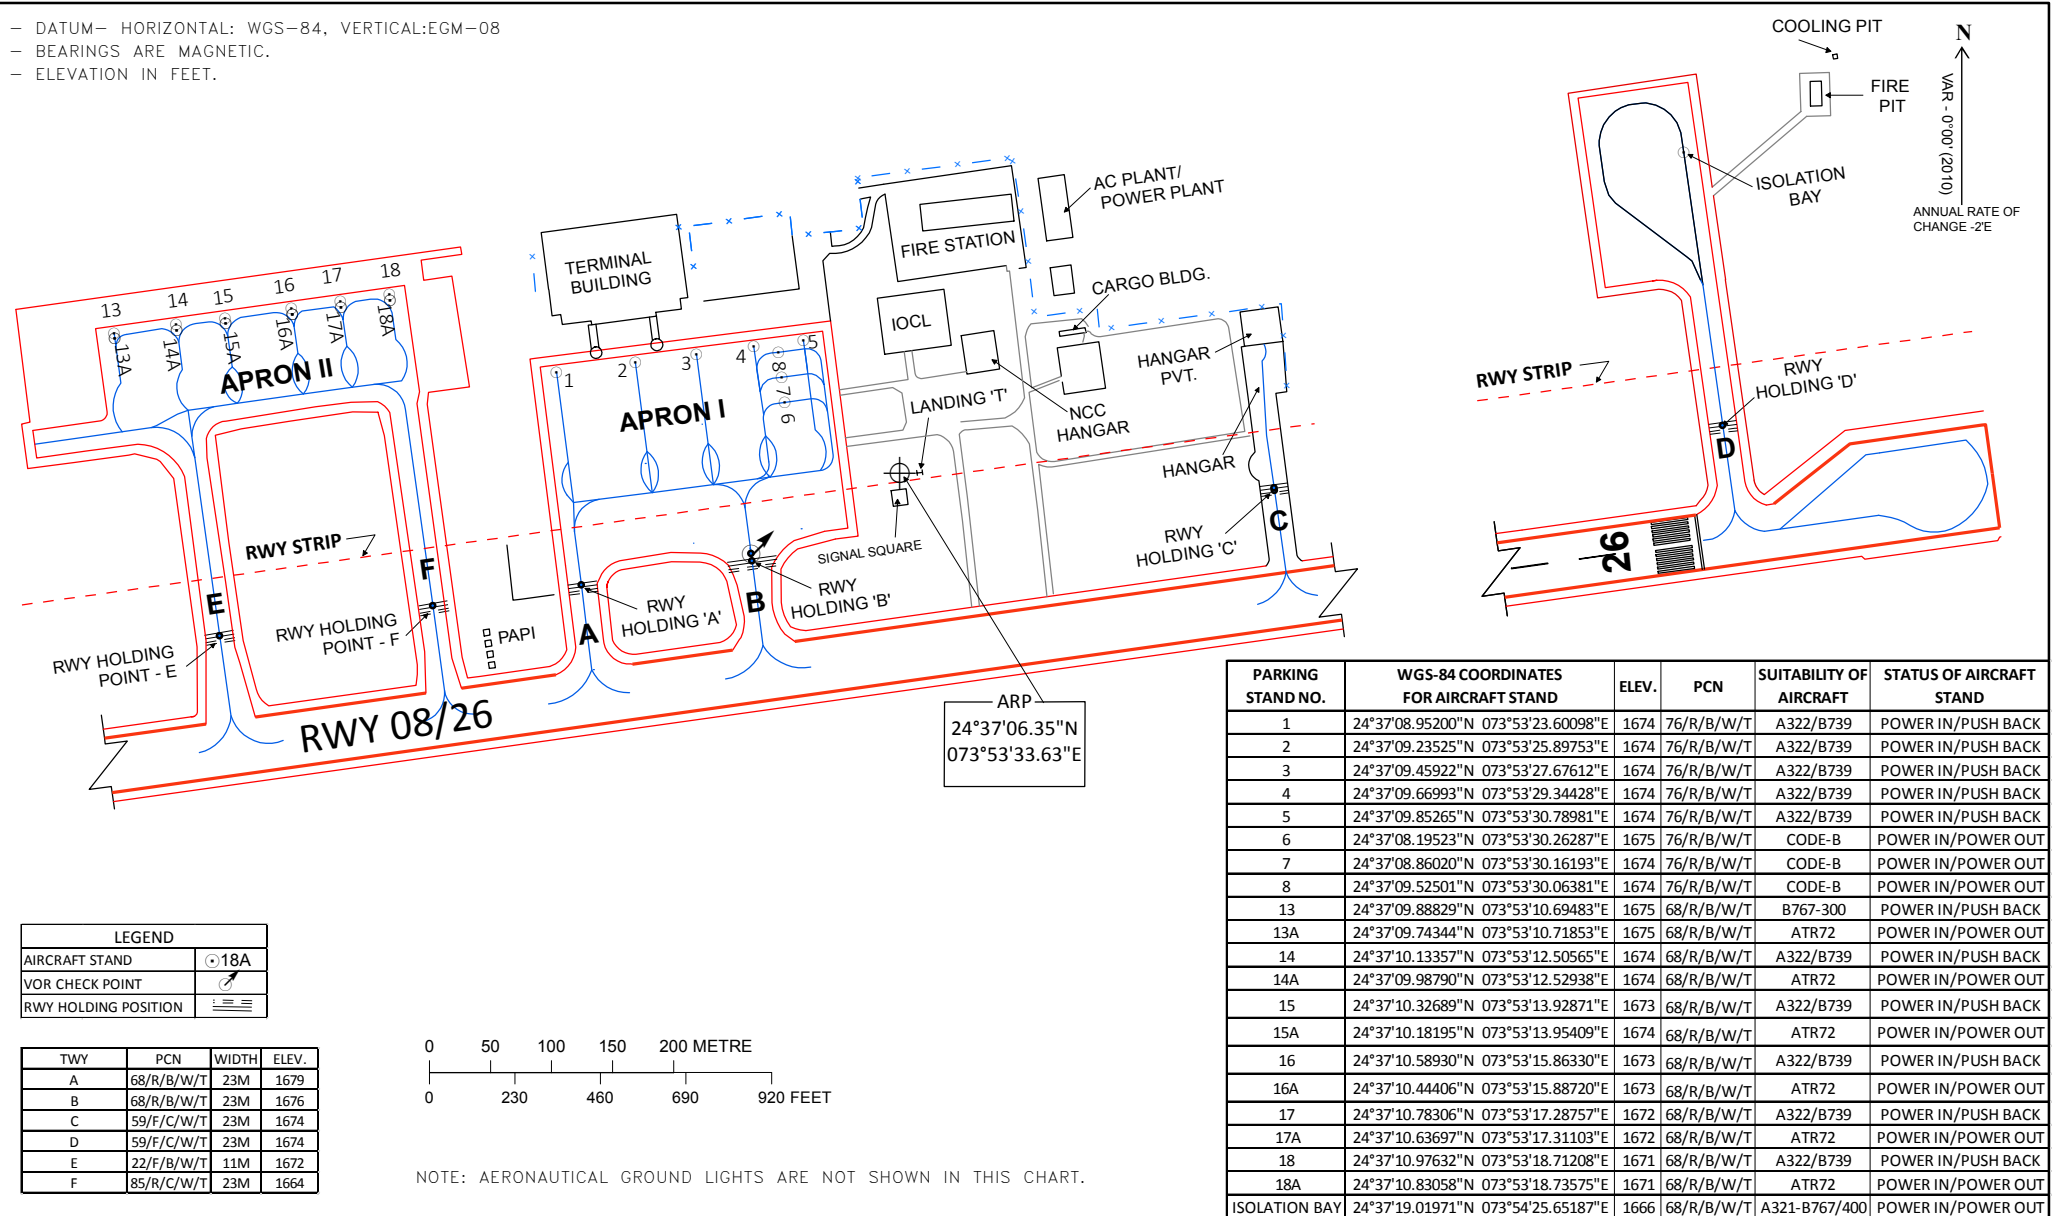 – DATUM– HORIZONTAL: WGS–84, VERTICAL:EGM–08
– BEARINGS ARE MAGNETIC.
– ELEVATION IN FEET.
COOLING PIT
N
VAR - 0°00' (2010)
FIRE
PIT
ISOLATION
BAY
ANNUAL RATE OF
CHANGE -2'E
AC PLANT/
POWER PLANT
FIRE STATION
TERMINAL
BUILDING
CARGO BLDG.
IOCL
HANGAR
PVT.
LANDING 'T'
NCC
HANGAR
HANGAR
13
14
15
16
17
18
13A
14A
15A
16A
17A
18A
APRON II
1
2
3
4
5
8
7
6
APRON I
RWY STRIP
RWY
HOLDING 'D'
D
RWY STRIP
SIGNAL SQUARE
RWY
HOLDING 'C'
C
26
E
F
RWY HOLDING
POINT - E
RWY HOLDING
POINT - F
PAPI
A
RWY
HOLDING 'A'
B
RWY
HOLDING 'B'
RWY 08/26
ARP
24°37'06.35"N
073°53'33.63"E
PARKING STAND NO. WGS-84 COORDINATES FOR AIRCRAFT STAND ELEV. PCN SUITABILITY OF AIRCRAFT STATUS OF AIRCRAFT STAND
1 24°37'08.95200"N 073°53'23.60098"E 1674 76/R/B/W/T A322/B739 POWER IN/PUSH BACK
2 24°37'09.23525"N 073°53'25.89753"E 1674 76/R/B/W/T A322/B739 POWER IN/PUSH BACK
3 24°37'09.45922"N 073°53'27.67612"E 1674 76/R/B/W/T A322/B739 POWER IN/PUSH BACK
4 24°37'09.66993"N 073°53'29.34428"E 1674 76/R/B/W/T A322/B739 POWER IN/PUSH BACK
5 24°37'09.85265"N 073°53'30.78981"E 1674 76/R/B/W/T A322/B739 POWER IN/PUSH BACK
6 24°37'08.19523"N 073°53'30.26287"E 1675 76/R/B/W/T CODE-B POWER IN/POWER OUT
7 24°37'08.86020"N 073°53'30.16193"E 1674 76/R/B/W/T CODE-B POWER IN/POWER OUT
8 24°37'09.52501"N 073°53'30.06381"E 1674 76/R/B/W/T CODE-B POWER IN/POWER OUT
13 24°37'09.88829"N 073°53'10.69483"E 1675 68/R/B/W/T B767-300 POWER IN/PUSH BACK
13A 24°37'09.74344"N 073°53'10.71853"E 1675 68/R/B/W/T ATR72 POWER IN/POWER OUT
14 24°37'10.13357"N 073°53'12.50565"E 1674 68/R/B/W/T A322/B739 POWER IN/PUSH BACK
14A 24°37'09.98790"N 073°53'12.52938"E 1674 68/R/B/W/T ATR72 POWER IN/POWER OUT
15 24°37'10.32689"N 073°53'13.92871"E 1673 68/R/B/W/T A322/B739 POWER IN/PUSH BACK
15A 24°37'10.18195"N 073°53'13.95409"E 1674 68/R/B/W/T ATR72 POWER IN/POWER OUT
16 24°37'10.58930"N 073°53'15.86330"E 1673 68/R/B/W/T A322/B739 POWER IN/PUSH BACK
16A 24°37'10.44406"N 073°53'15.88720"E 1673 68/R/B/W/T ATR72 POWER IN/POWER OUT
17 24°37'10.78306"N 073°53'17.28757"E 1672 68/R/B/W/T A322/B739 POWER IN/PUSH BACK
17A 24°37'10.63697"N 073°53'17.31103"E 1672 68/R/B/W/T ATR72 POWER IN/POWER OUT
18 24°37'10.97632"N 073°53'18.71208"E 1671 68/R/B/W/T A322/B739 POWER IN/PUSH BACK
18A 24°37'10.83058"N 073°53'18.73575"E 1671 68/R/B/W/T ATR72 POWER IN/POWER OUT
ISOLATION BAY 24°37'19.01971"N 073°54'25.65187"E 1666 68/R/B/W/T A321-B767/400 POWER IN/POWER OUT
LEGEND
AIRCRAFT STAND 18A
VOR CHECK POINT
RWY HOLDING POSITION
TWY PCN WIDTH ELEV.
A 68/R/B/W/T 23M 1679
B 68/R/B/W/T 23M 1676
C 59/F/C/W/T 23M 1674
D 59/F/C/W/T 23M 1674
E 22/F/B/W/T 11M 1672
F 85/R/C/W/T 23M 1664
0 50 100 150 200 METRE
0 230 460 690 920 FEET
NOTE: AERONAUTICAL GROUND LIGHTS ARE NOT SHOWN IN THIS CHART.